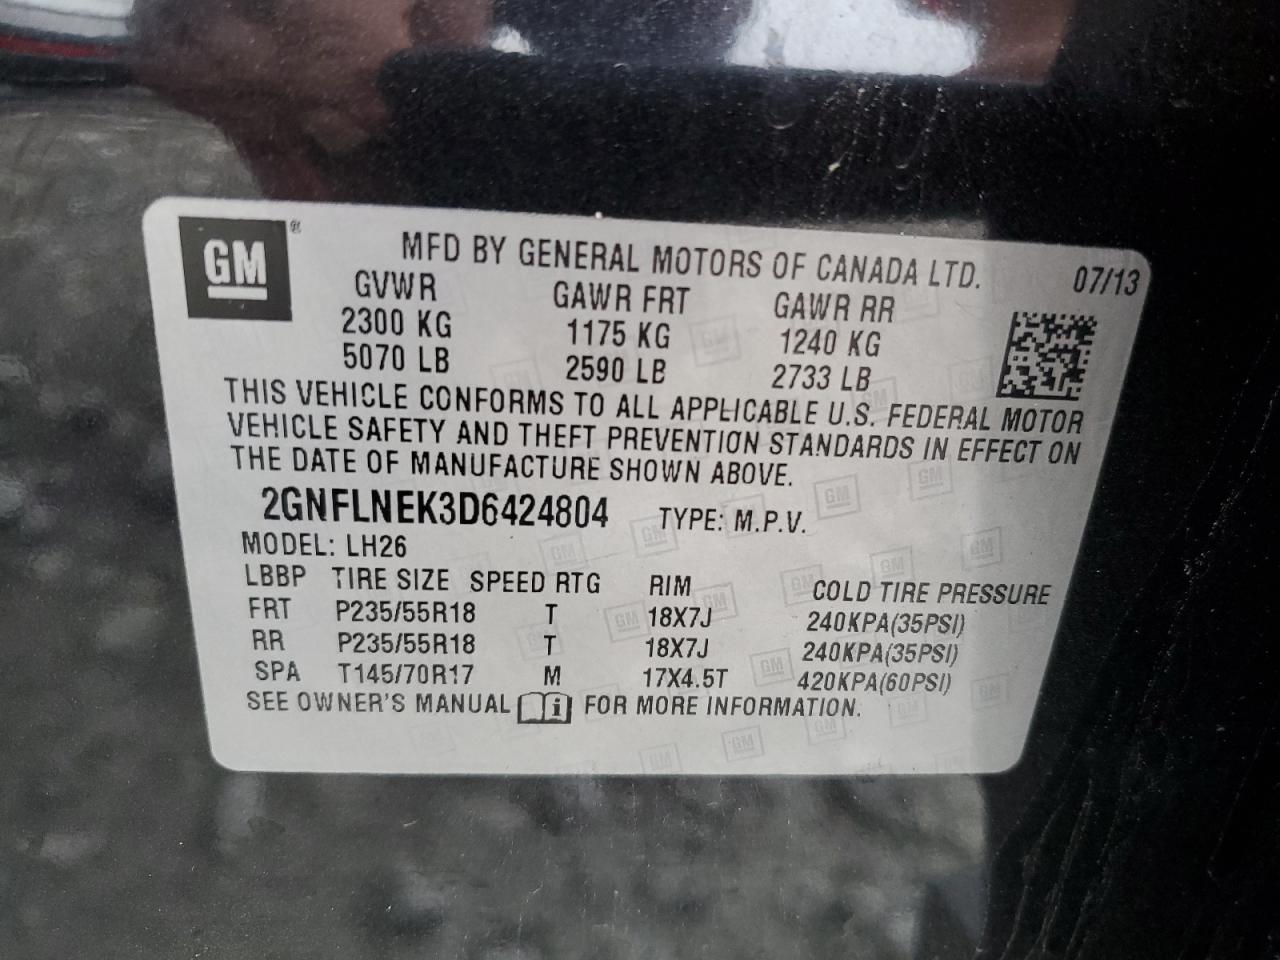 GM ®
MFD BY GENERAL MOTORS OF CANADA LTD. 07/13
GVWR GAWR FRT GAWR RR
2300 KG 1175 KG 1240 KG
5070 LB 2590 LB 2733 LB
THIS VEHICLE CONFORMS TO ALL APPLICABLE U.S. FEDERAL MOTOR
VEHICLE SAFETY AND THEFT PREVENTION STANDARDS IN EFFECT ON
THE DATE OF MANUFACTURE SHOWN ABOVE.
2GNFLNEK3D6424804 TYPE: M.P.V.
MODEL: LH26
LBBP TIRE SIZE SPEED RTG RIM COLD TIRE PRESSURE
FRT P235/55R18 T 18X7J 240KPA(35PSI)
RR P235/55R18 T 18X7J 240KPA(35PSI)
SPA T145/70R17 M 17X4.5T 420KPA(60PSI)
SEE OWNER'S MANUAL i FOR MORE INFORMATION.